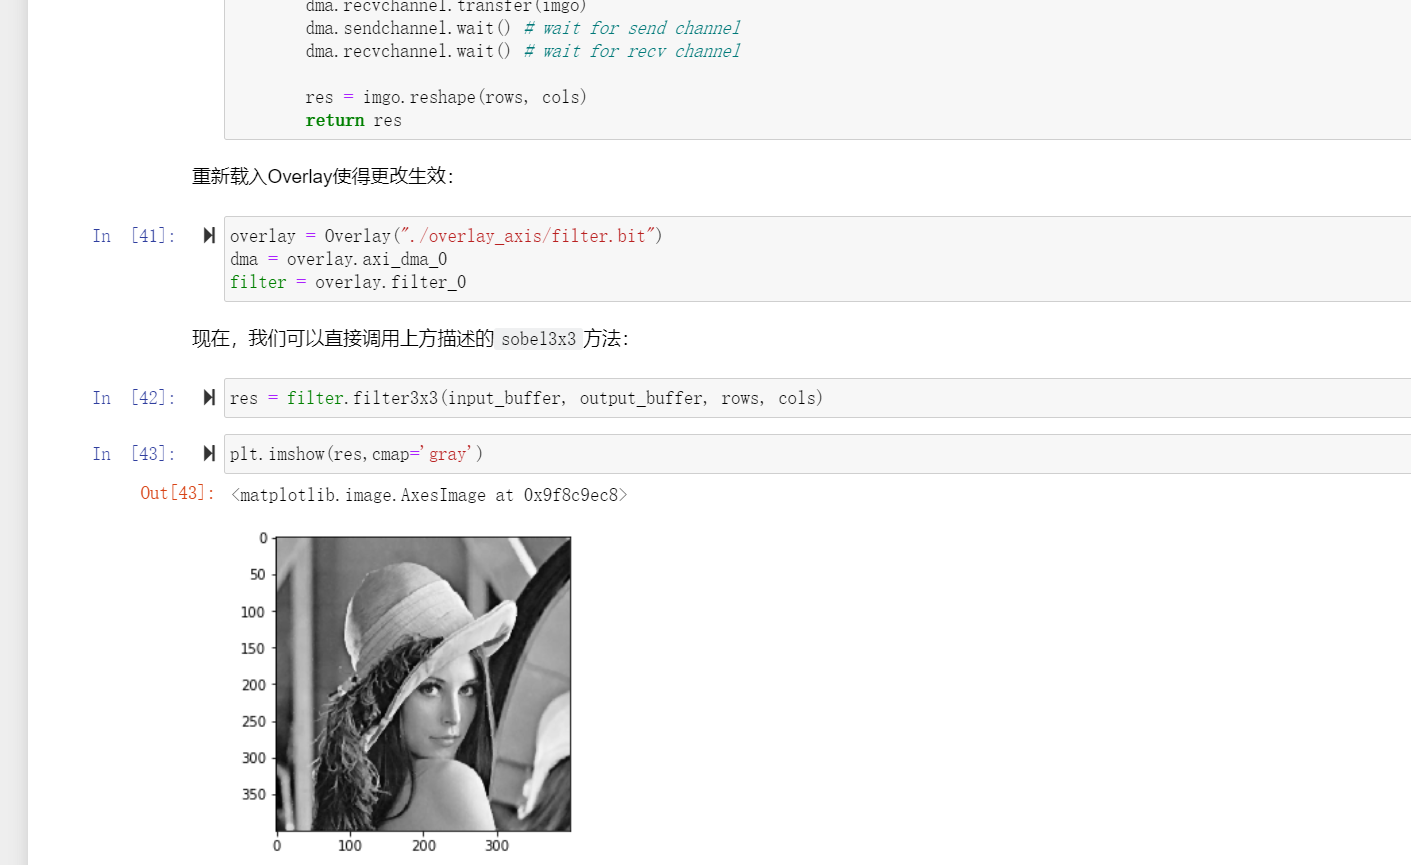 dma.recvchannel.transfer(imgo)
dma.sendchannel.wait() # wait for send channel
dma.recvchannel.wait() # wait for recv channel
res = imgo.reshape(rows, cols)
return res
重新载入Overlay使得更改生效：
In [41]: overlay = Overlay("./overlay_axis/filter.bit")
dma = overlay.axi_dma_0
filter = overlay.filter_0
现在，我们可以直接调用上方描述的 sobel3x3 方法：
In [42]: res = filter.filter3x3(input_buffer, output_buffer, rows, cols)
In [43]: plt.imshow(res,cmap='gray')
Out[43]: <matplotlib.image.AxesImage at 0x9f8c9ec8>
0
50
100
150
200
250
300
350
0 100 200 300